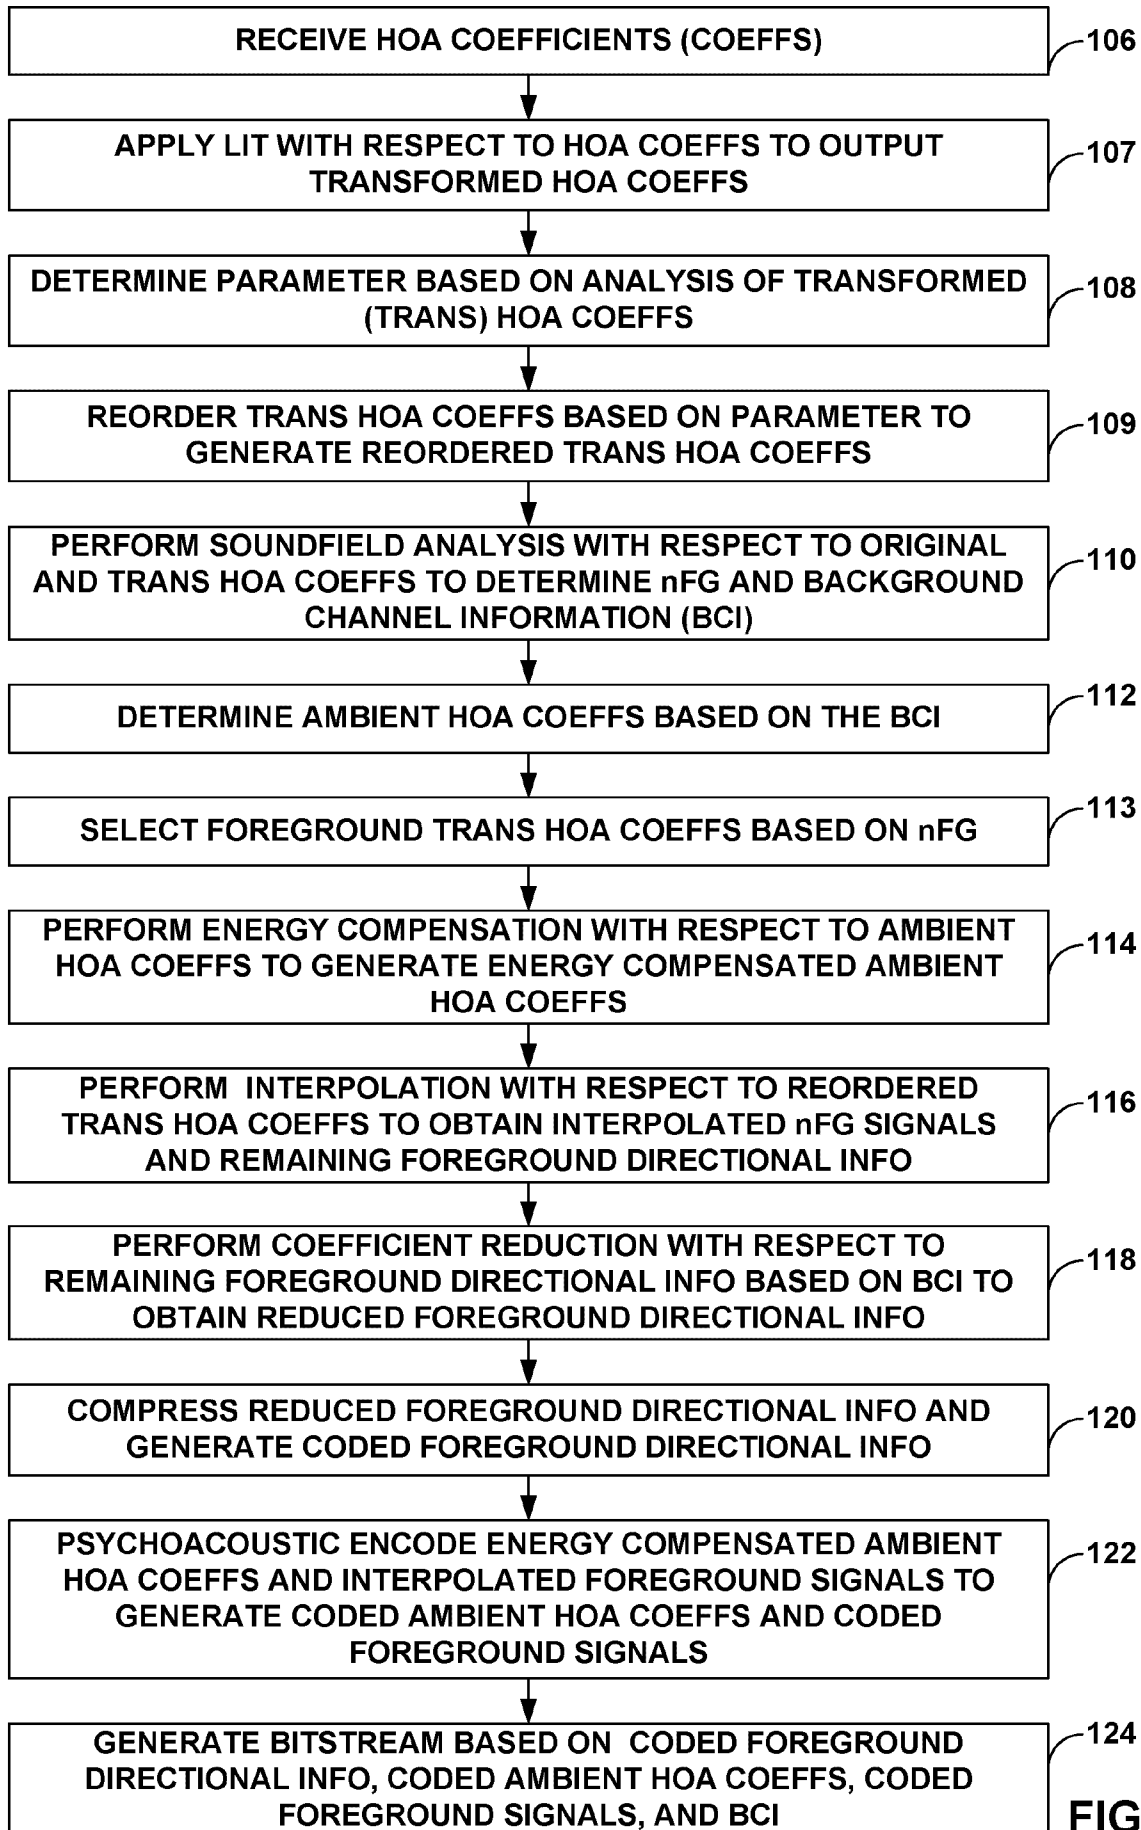 RECEIVE HOA COEFFICIENTS (COEFFS)
106
APPLY LIT WITH RESPECT TO HOA COEFFS TO OUTPUT
TRANSFORMED HOA COEFFS
107
DETERMINE PARAMETER BASED ON ANALYSIS OF TRANSFORMED
(TRANS) HOA COEFFS
108
REORDER TRANS HOA COEFFS BASED ON PARAMETER TO
GENERATE REORDERED TRANS HOA COEFFS
109
PERFORM SOUNDFIELD ANALYSIS WITH RESPECT TO ORIGINAL
AND TRANS HOA COEFFS TO DETERMINE nFG AND BACKGROUND
CHANNEL INFORMATION (BCI)
110
DETERMINE AMBIENT HOA COEFFS BASED ON THE BCI
112
SELECT FOREGROUND TRANS HOA COEFFS BASED ON nFG
113
PERFORM ENERGY COMPENSATION WITH RESPECT TO AMBIENT
HOA COEFFS TO GENERATE ENERGY COMPENSATED AMBIENT
HOA COEFFS
114
PERFORM INTERPOLATION WITH RESPECT TO REORDERED
TRANS HOA COEFFS TO OBTAIN INTERPOLATED nFG SIGNALS
AND REMAINING FOREGROUND DIRECTIONAL INFO
116
PERFORM COEFFICIENT REDUCTION WITH RESPECT TO
REMAINING FOREGROUND DIRECTIONAL INFO BASED ON BCI TO
OBTAIN REDUCED FOREGROUND DIRECTIONAL INFO
118
COMPRESS REDUCED FOREGROUND DIRECTIONAL INFO AND
GENERATE CODED FOREGROUND DIRECTIONAL INFO
120
PSYCHOACOUSTIC ENCODE ENERGY COMPENSATED AMBIENT
HOA COEFFS AND INTERPOLATED FOREGROUND SIGNALS TO
GENERATE CODED AMBIENT HOA COEFFS AND CODED
FOREGROUND SIGNALS
122
GENERATE BITSTREAM BASED ON CODED FOREGROUND
DIRECTIONAL INFO, CODED AMBIENT HOA COEFFS, CODED
FOREGROUND SIGNALS, AND BCI
124
FIG